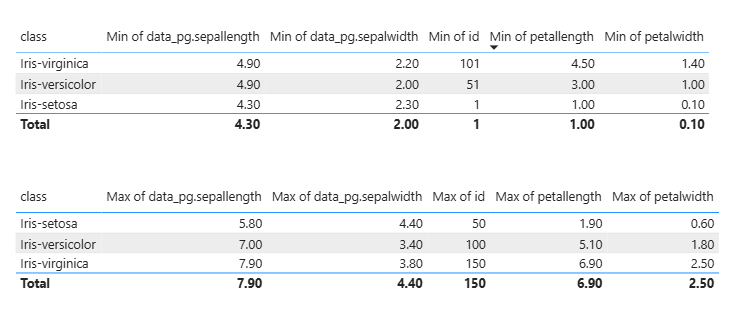 class Min of data_pg.sepallength Min of data_pg.sepalwidth Min of id Min of petallength Min of petalwidth
Iris-virginica 4.90 2.20 101 4.50 1.40
Iris-versicolor 4.90 2.00 51 3.00 1.00
Iris-setosa 4.30 2.30 1 1.00 0.10
Total 4.30 2.00 1 1.00 0.10
class Max of data_pg.sepallength Max of data_pg.sepalwidth Max of id Max of petallength Max of petalwidth
Iris-setosa 5.80 4.40 50 1.90 0.60
Iris-versicolor 7.00 3.40 100 5.10 1.80
Iris-virginica 7.90 3.80 150 6.90 2.50
Total 7.90 4.40 150 6.90 2.50